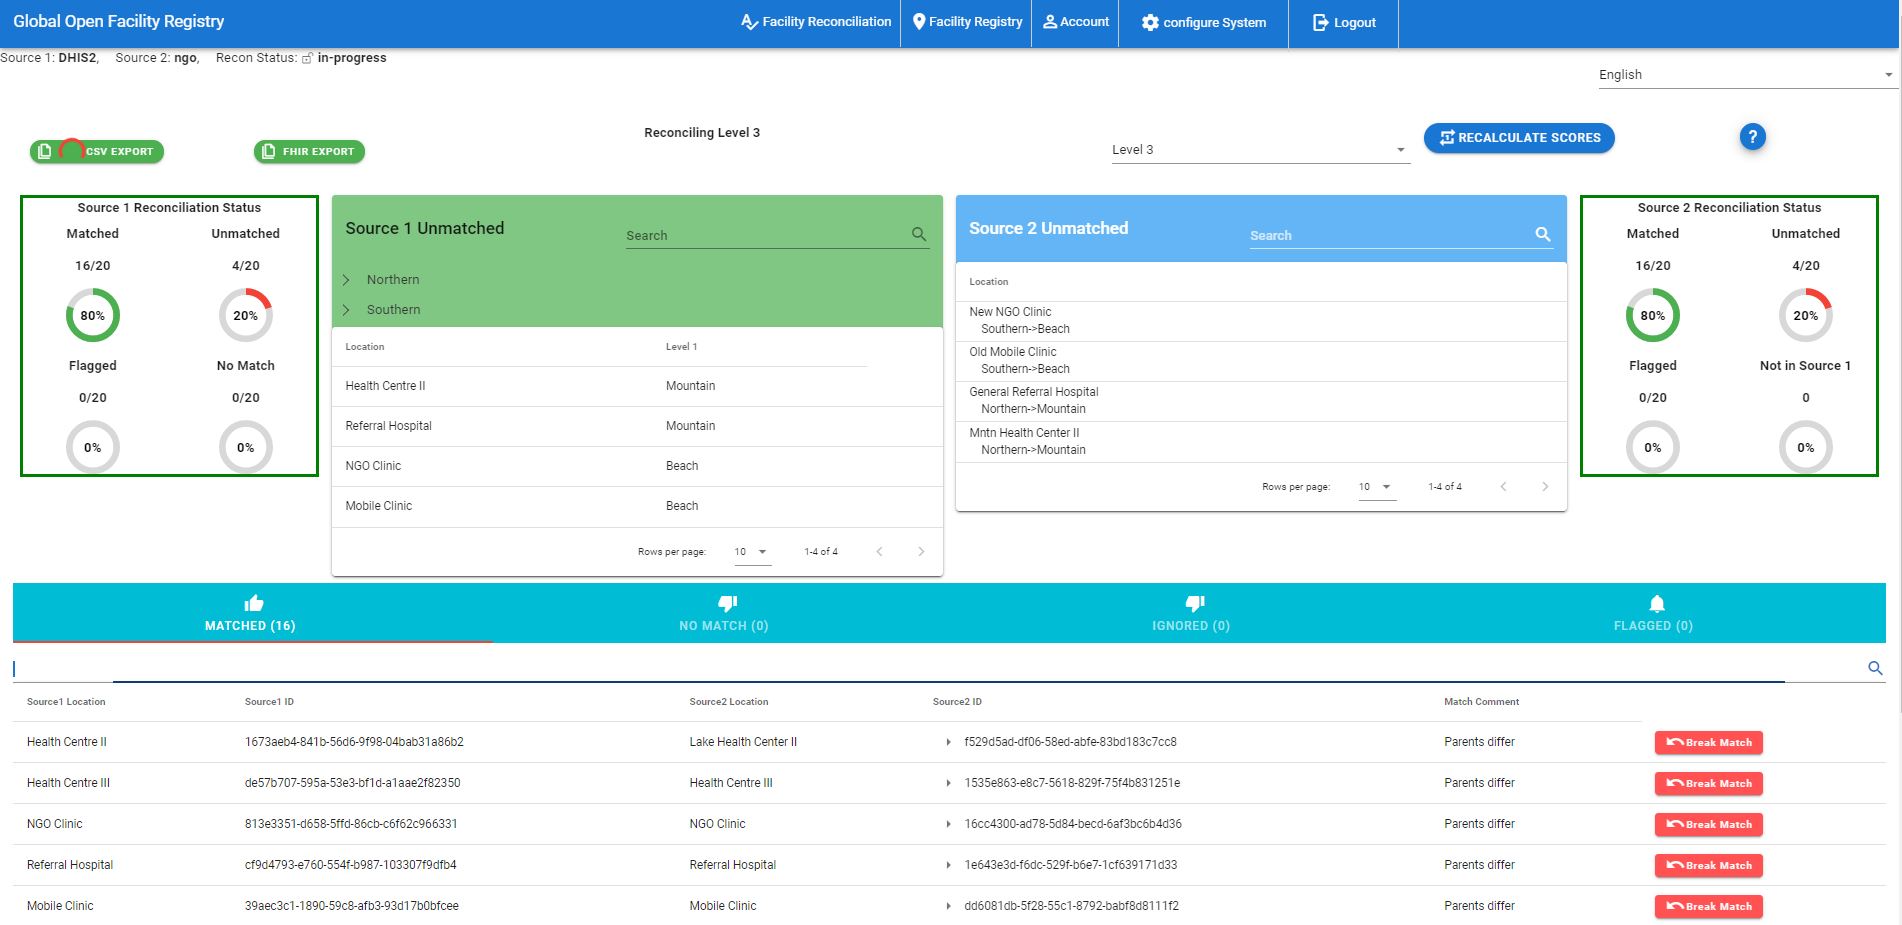 Global Open Facility Registry
Facility Reconciliation
Facility Registry
Account
configure System
Logout
Source 1: DHIS2, Source 2: ngo, Recon Status: in-progress
English
CSV EXPORT
FHIR EXPORT
Reconciling Level 3
Level 3
RECALCULATE SCORES
?
Source 1 Reconciliation Status
Matched Unmatched
16/20 4/20
80% 20%
Flagged No Match
0/20 0/20
0% 0%
Source 1 Unmatched
Search
Northern
Southern
Location Level 1
Health Centre II Mountain
Referral Hospital Mountain
NGO Clinic Beach
Mobile Clinic Beach
Rows per page: 10 1-4 of 4
Source 2 Unmatched
Search
Location
New NGO Clinic
Southern->Beach
Old Mobile Clinic
Southern->Beach
General Referral Hospital
Northern->Mountain
Mntn Health Center II
Northern->Mountain
Rows per page: 10 1-4 of 4
Source 2 Reconciliation Status
Matched Unmatched
16/20 4/20
80% 20%
Flagged Not in Source 1
0/20 0
0% 0%
MATCHED (16)
NO MATCH (0)
IGNORED (0)
FLAGGED (0)
Source1 Location Source1 ID Source2 Location Source2 ID Match Comment
Health Centre II 1673aeb4-841b-56d6-9f98-04bab31a86b2 Lake Health Center II f529d5ad-df06-58ed-abfe-83bd183c7cc8 Parents differ Break Match
Health Centre III de57b707-595a-53e3-bf1d-a1aae2f82350 Health Centre III 1535e863-e8c7-5618-829f-75f4b831251e Parents differ Break Match
NGO Clinic 813e3351-d658-5ffd-86cb-c6f62c966331 NGO Clinic 16cc4300-ad78-5d84-becd-6af3bc6b4d36 Parents differ Break Match
Referral Hospital cf9d4793-e760-554f-b987-103307f9dfb4 Referral Hospital 1e643e3d-f6dc-529f-b6e7-1cf639171d33 Parents differ Break Match
Mobile Clinic 39aec3c1-1890-59c8-afb3-93d17b0bfcee Mobile Clinic dd6081db-5f28-55c1-8792-babf8d8111f2 Parents differ Break Match